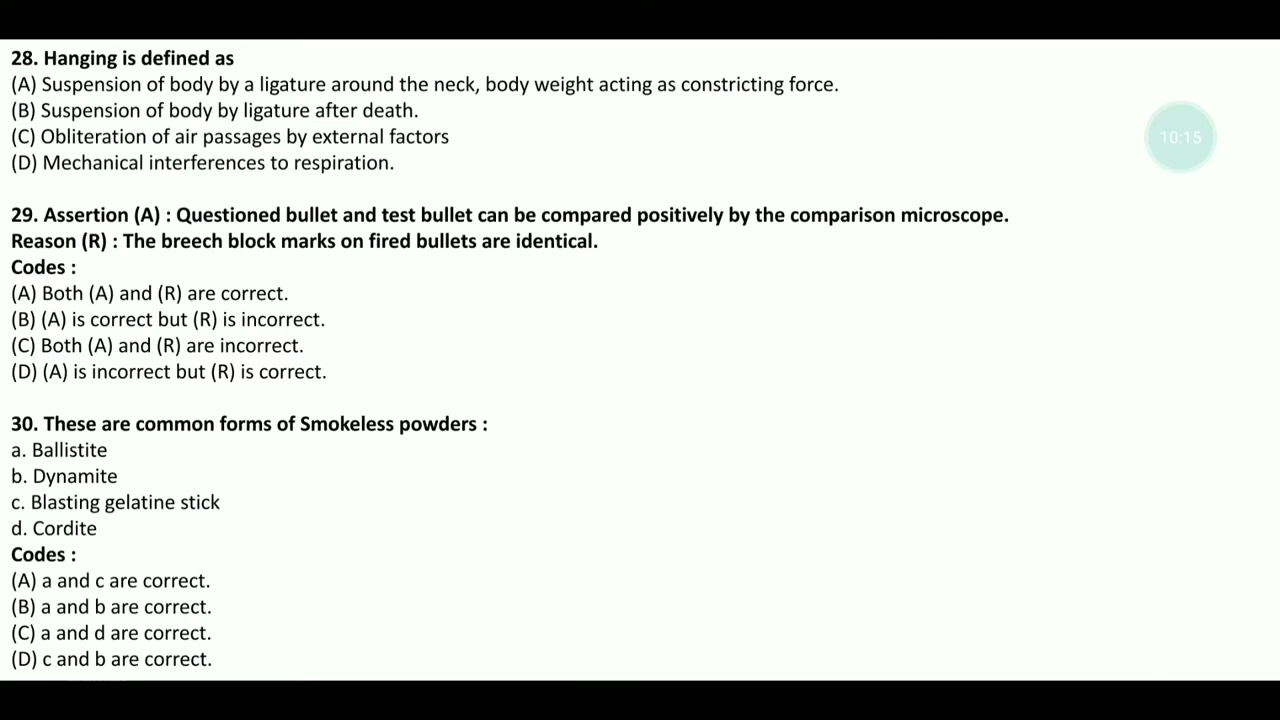 28. Hanging is defined as
(A) Suspension of body by a ligature around the neck, body weight acting as constricting force.
(B) Suspension of body by ligature after death.
(C) Obliteration of air passages by external factors
(D) Mechanical interferences to respiration.
10:15
29. Assertion (A) : Questioned bullet and test bullet can be compared positively by the comparison microscope.
Reason (R) : The breech block marks on fired bullets are identical.
Codes :
(A) Both (A) and (R) are correct.
(B) (A) is correct but (R) is incorrect.
(C) Both (A) and (R) are incorrect.
(D) (A) is incorrect but (R) is correct.
30. These are common forms of Smokeless powders :
a. Ballistite
b. Dynamite
c. Blasting gelatine stick
d. Cordite
Codes :
(A) a and c are correct.
(B) a and b are correct.
(C) a and d are correct.
(D) c and b are correct.